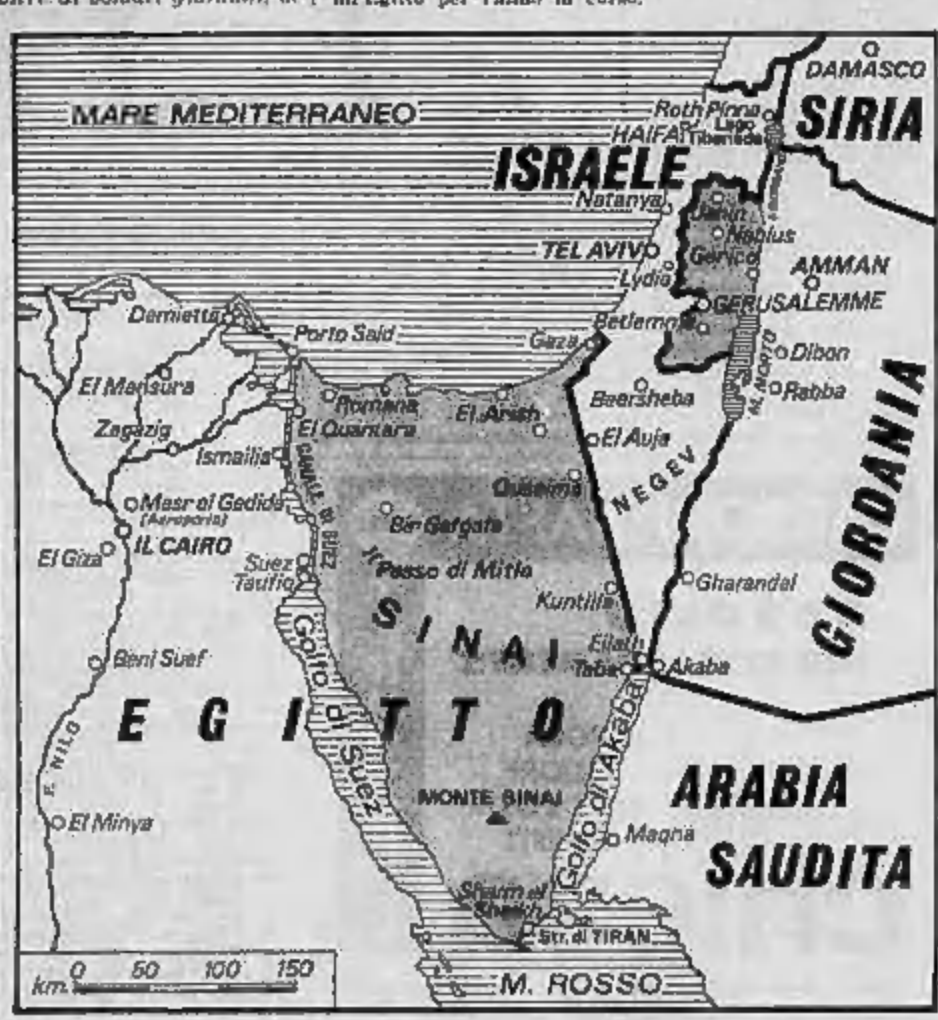 DAMASCO
SIRIA
MARE MEDITERRANEO
Roth Pinna
HAIFA
Lago
Tiberiade
ISRAELE
Natanya
Jenin
Nablus
TEL AVIV
Gerico
Lydia
AMMAN
GERUSALEMME
Betlemme
Damietta
Porto Said
Gaza
M. MORTO
Dibon
El Mansura
Rabba
Romana
El Arish
Beersheba
El Quantara
Zagazig
El Auja
Ismailia
CANALE DI SUEZ
NEGEV
Queseima
GIORDANIA
Masr el Gedida
(Aeroporto)
Bir Gafgafa
IL CAIRO
El Giza
Suez
Taufiq
Passo di Mitla
Kuntilla
Gharandal
SINAI
Eilath
Taba
Akaba
Beni Suef
Golfo di Suez
EGITTO
Golfo di Akaba
F. NILO
ARABIA
SAUDITA
MONTE SINAI
El Minya
Maqna
Sharm el
Sheikh
Str. di TIRAN
km. 0 50 100 150
M. ROSSO